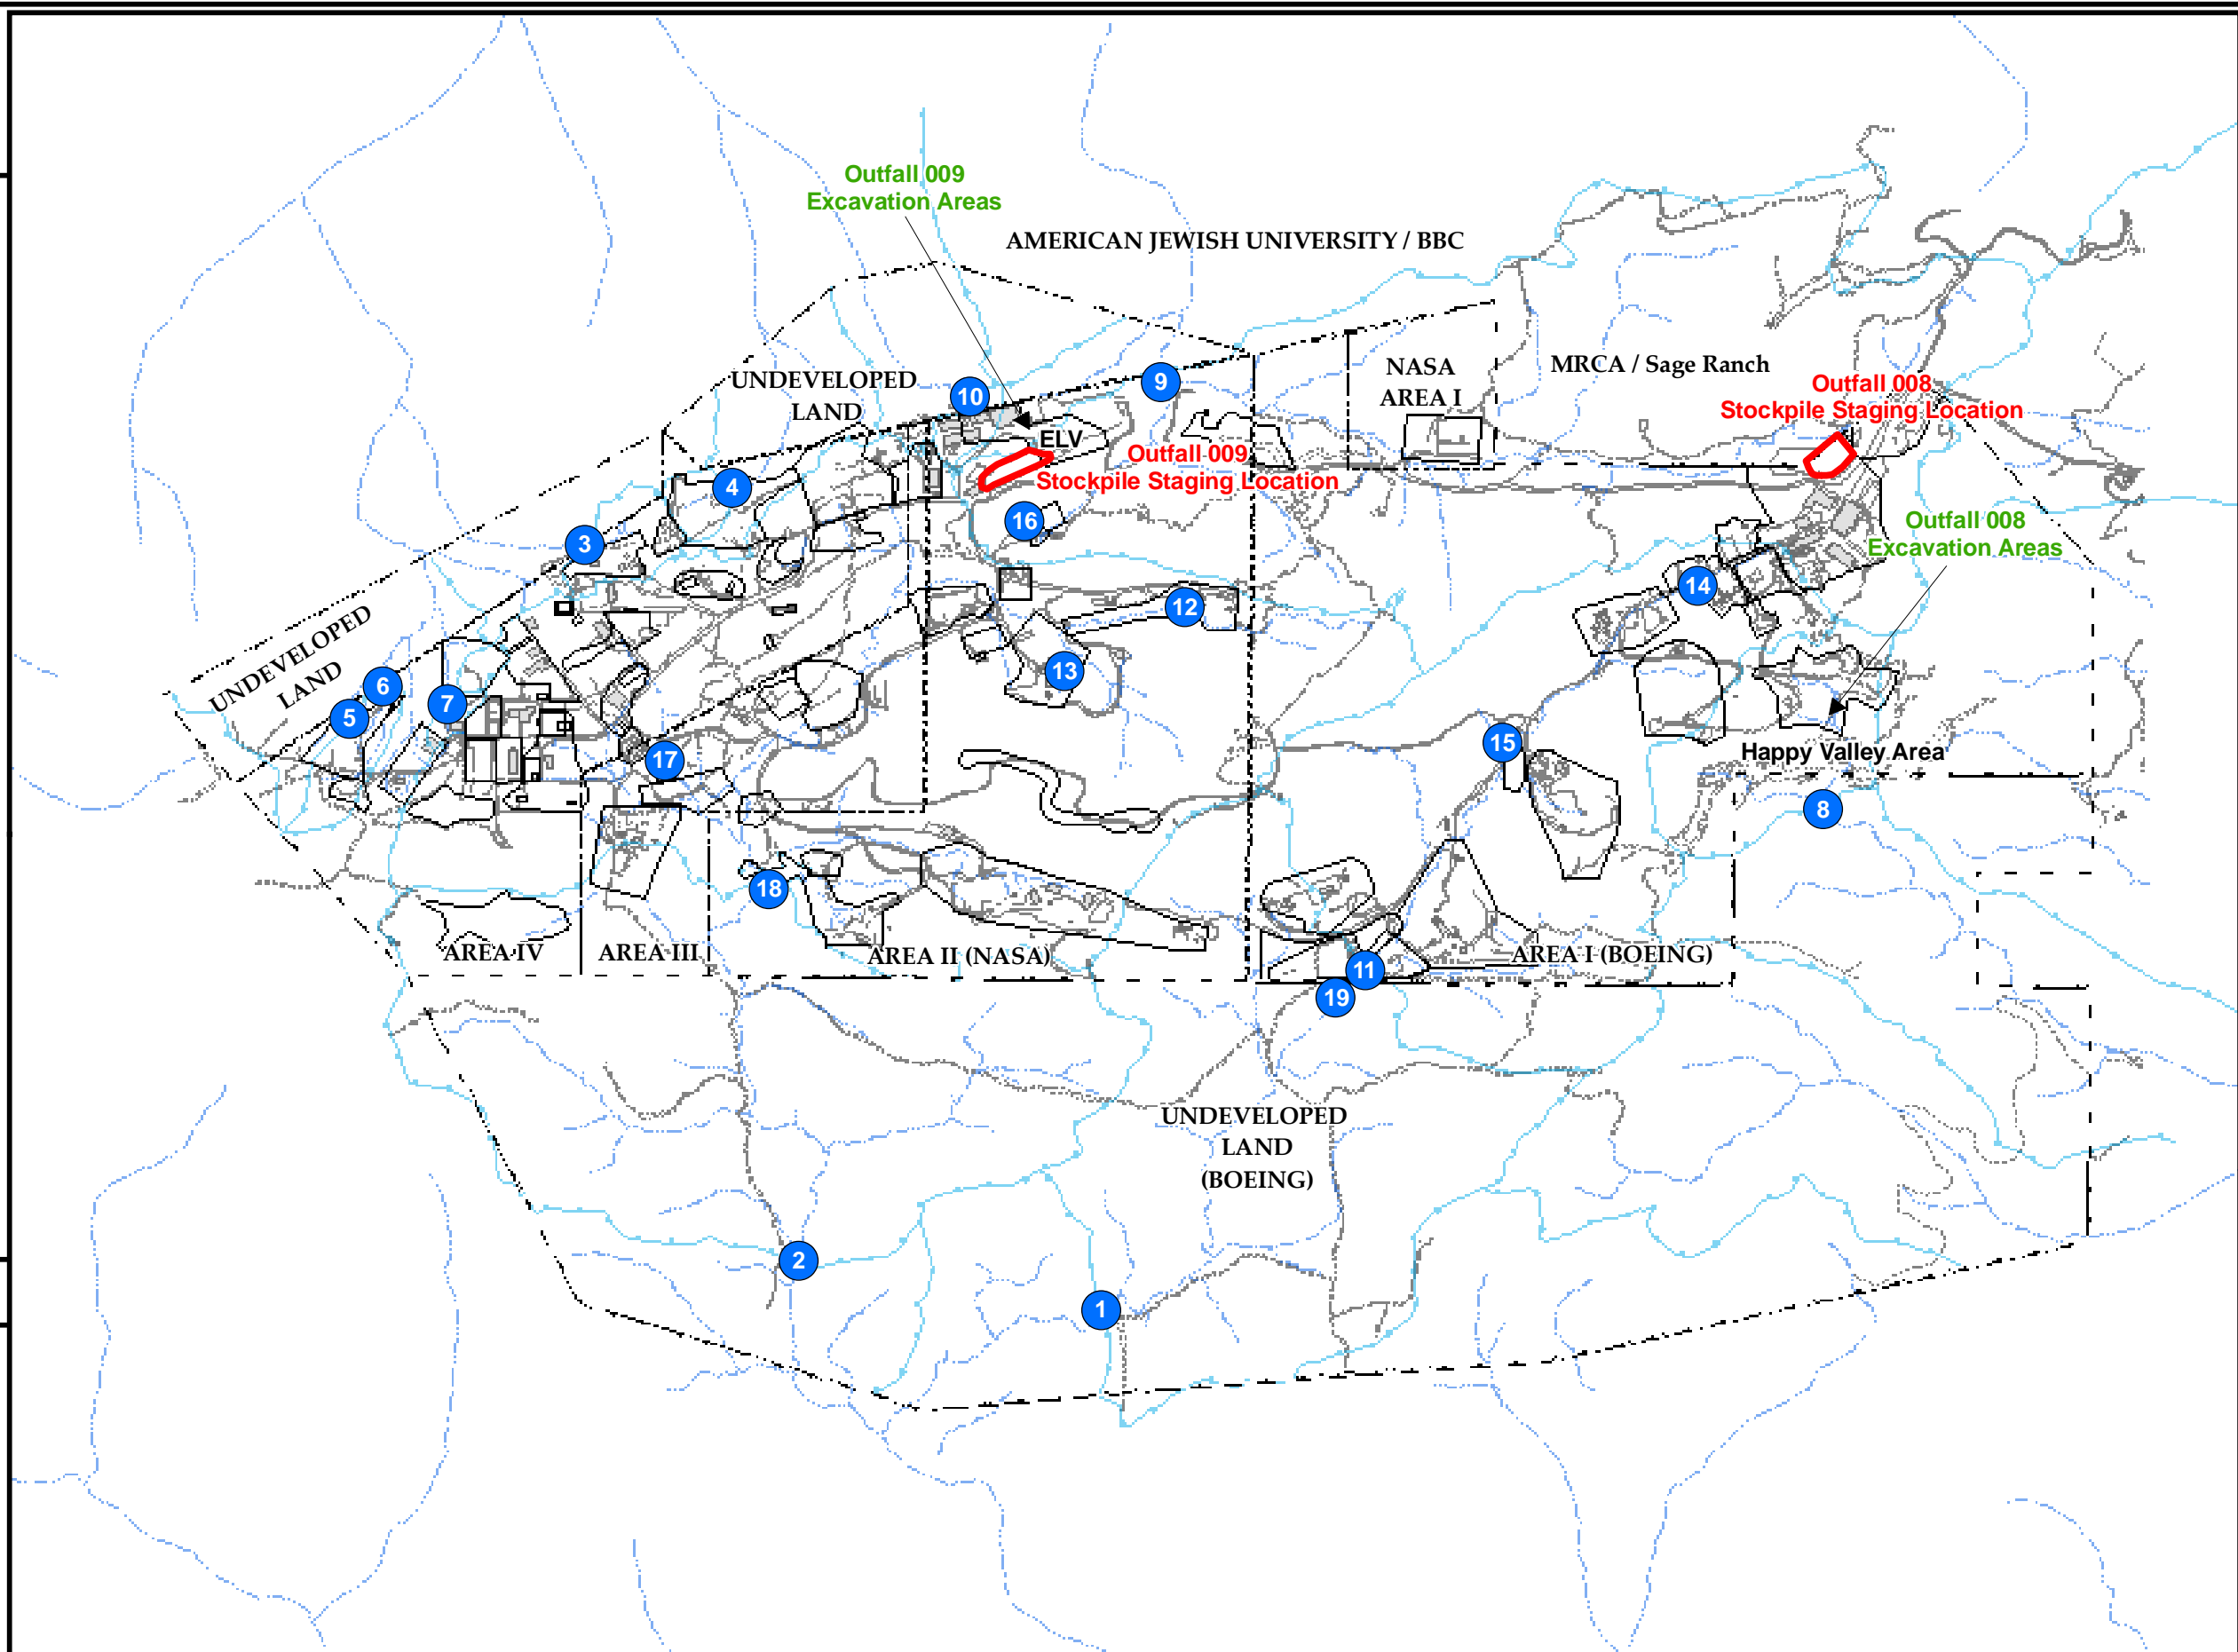 Outfall 009
Excavation Areas
AMERICAN JEWISH UNIVERSITY / BBC
UNDEVELOPED
LAND
10
9
NASA
AREA I
MRCA / Sage Ranch
Outfall 008
Stockpile Staging Location
ELV
Outfall 009
Stockpile Staging Location
4
16
Outfall 008
Excavation Areas
3
14
12
UNDEVELOPED
LAND
13
6
5
7
15
17
Happy Valley Area
8
18
AREA IV
AREA III
AREA II (NASA)
AREA I (BOEING)
11
19
UNDEVELOPED
LAND
(BOEING)
2
1